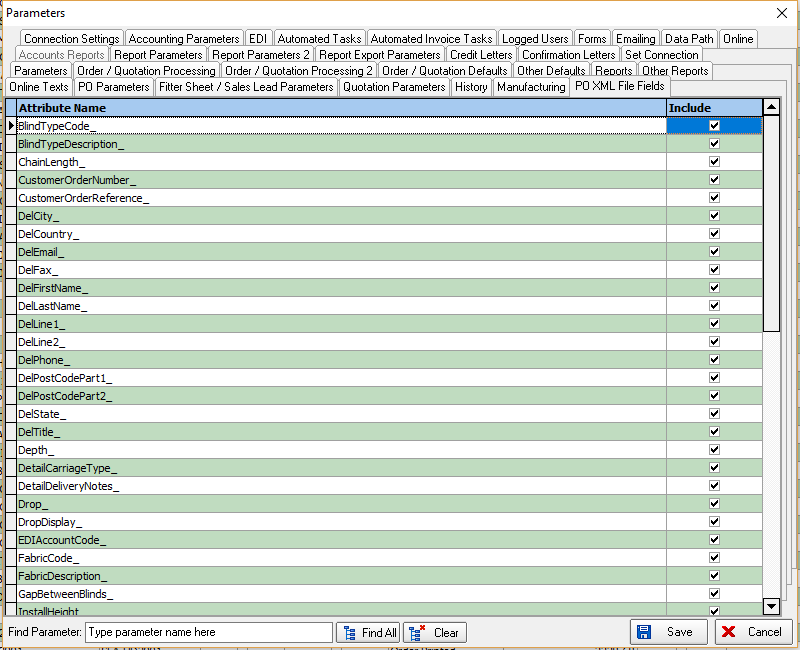 Parameters
Connection Settings Accounting Parameters EDI Automated Tasks Automated Invoice Tasks Logged Users Forms Emailing Data Path Online
Accounts Reports Report Parameters Report Parameters 2 Report Export Parameters Credit Letters Confirmation Letters Set Connection
Parameters Order / Quotation Processing Order / Quotation Processing 2 Order / Quotation Defaults Other Defaults Reports Other Reports
Online Texts PO Parameters Fitter Sheet / Sales Lead Parameters Quotation Parameters History Manufacturing PO XML File Fields
Attribute Name Include
BlindTypeCode_
BlindTypeDescription_
ChainLength_
CustomerOrderNumber_
CustomerOrderReference_
DelCity_
DelCountry_
DelEmail_
DelFax_
DelFirstName_
DelLastName_
DelLine1_
DelLine2_
DelPhone_
DelPostCodePart1_
DelPostCodePart2_
DelState_
DelTitle_
Depth_
DetailCarriageType_
DetailDeliveryNotes_
Drop_
DropDisplay_
EDIAccountCode_
FabricCode_
FabricDescription_
GapBetweenBlinds_
InstallHeight
Find Parameter: Type parameter name here Find All Clear Save Cancel